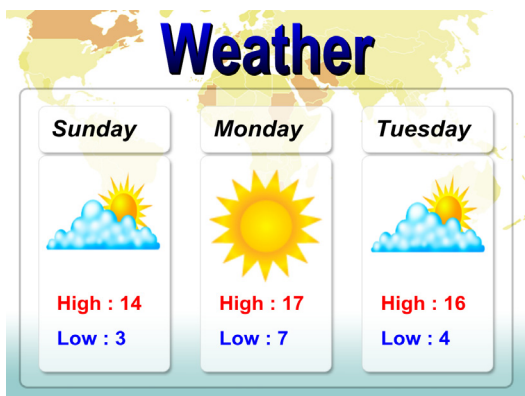 Weather
Sunday
High : 14
Low : 3
Monday
High : 17
Low : 7
Tuesday
High : 16
Low : 4